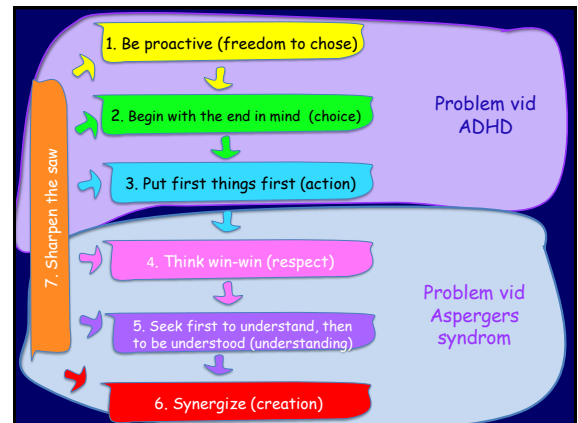 1. Be proactive (freedom to chose)
2. Begin with the end in mind (choice)
3. Put first things first (action)
Problem vid
ADHD
7. Sharpen the saw
4. Think win-win (respect)
5. Seek first to understand, then
to be understood (understanding)
6. Synergize (creation)
Problem vid
Aspergers
syndrom